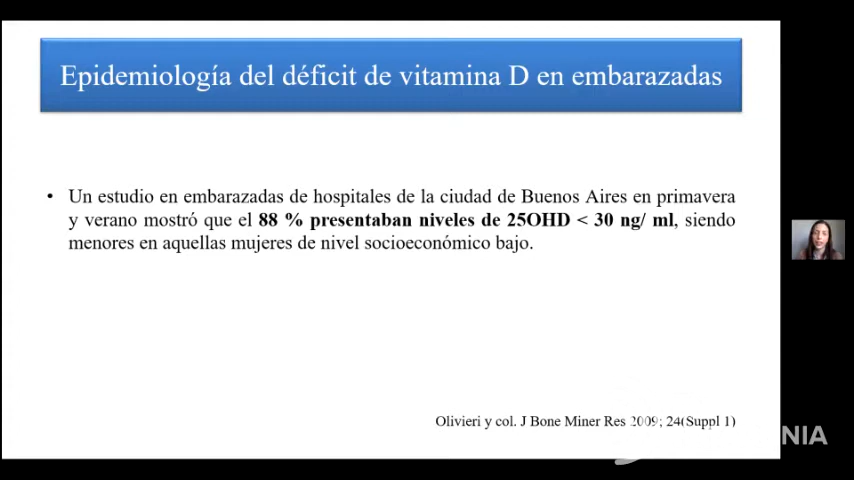 Epidemiología del déficit de vitamina D en embarazadas
• Un estudio en embarazadas de hospitales de la ciudad de Buenos Aires en primavera
y verano mostró que el 88 % presentaban niveles de 25OHD < 30 ng/ ml, siendo
menores en aquellas mujeres de nivel socioeconómico bajo.
Olivieri y col. J Bone Miner Res 2009; 24(Suppl 1)
NIA